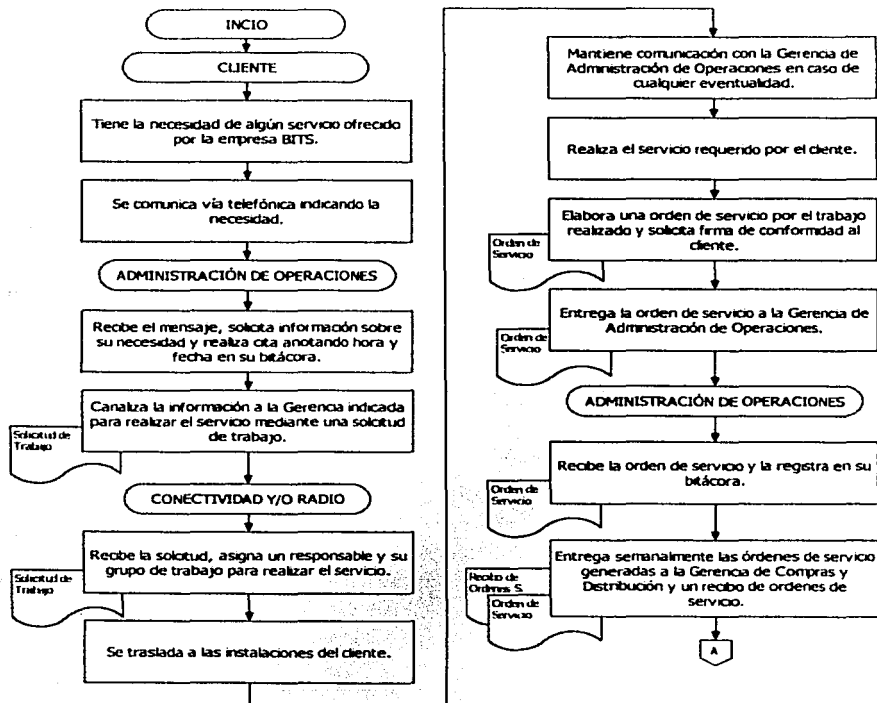 INCIO
CLIENTE
Tiene la necesidad de algún servicio ofrecido
por la empresa BITS.
Se comunica vía telefónica indicando la
necesidad.
ADMINISTRACIÓN DE OPERACIONES
Recibe el mensaje, solicita información sobre
su necesidad y realiza cita anotando hora y
fecha en su bitácora.
Canaliza la información a la Gerencia indicada
para realizar el servicio mediante una solicitud
de trabajo.
Solicitud de
Trabajo
CONECTIVIDAD Y/O RADIO
Recibe la solicitud, asigna un responsable y su
grupo de trabajo para realizar el servicio.
Solicitud de
Trabajo
Se traslada a las instalaciones del cliente.
Mantiene comunicación con la Gerencia de
Administración de Operaciones en caso de
cualquier eventualidad.
Realiza el servicio requerido por el cliente.
Elabora una orden de servicio por el trabajo
realizado y solicita firma de conformidad al
cliente.
Orden de
Servicio
Entrega la orden de servicio a la Gerencia de
Administración de Operaciones.
Orden de
Servicio
ADMINISTRACIÓN DE OPERACIONES
Recibe la orden de servicio y la registra en su
bitácora.
Orden de
Servicio
Entrega semanalmente las órdenes de servicio
generadas a la Gerencia de Compras y
Distribución y un recibo de ordenes de
servicio.
Recibo de
Ordenes S.
Orden de
Servicio
A